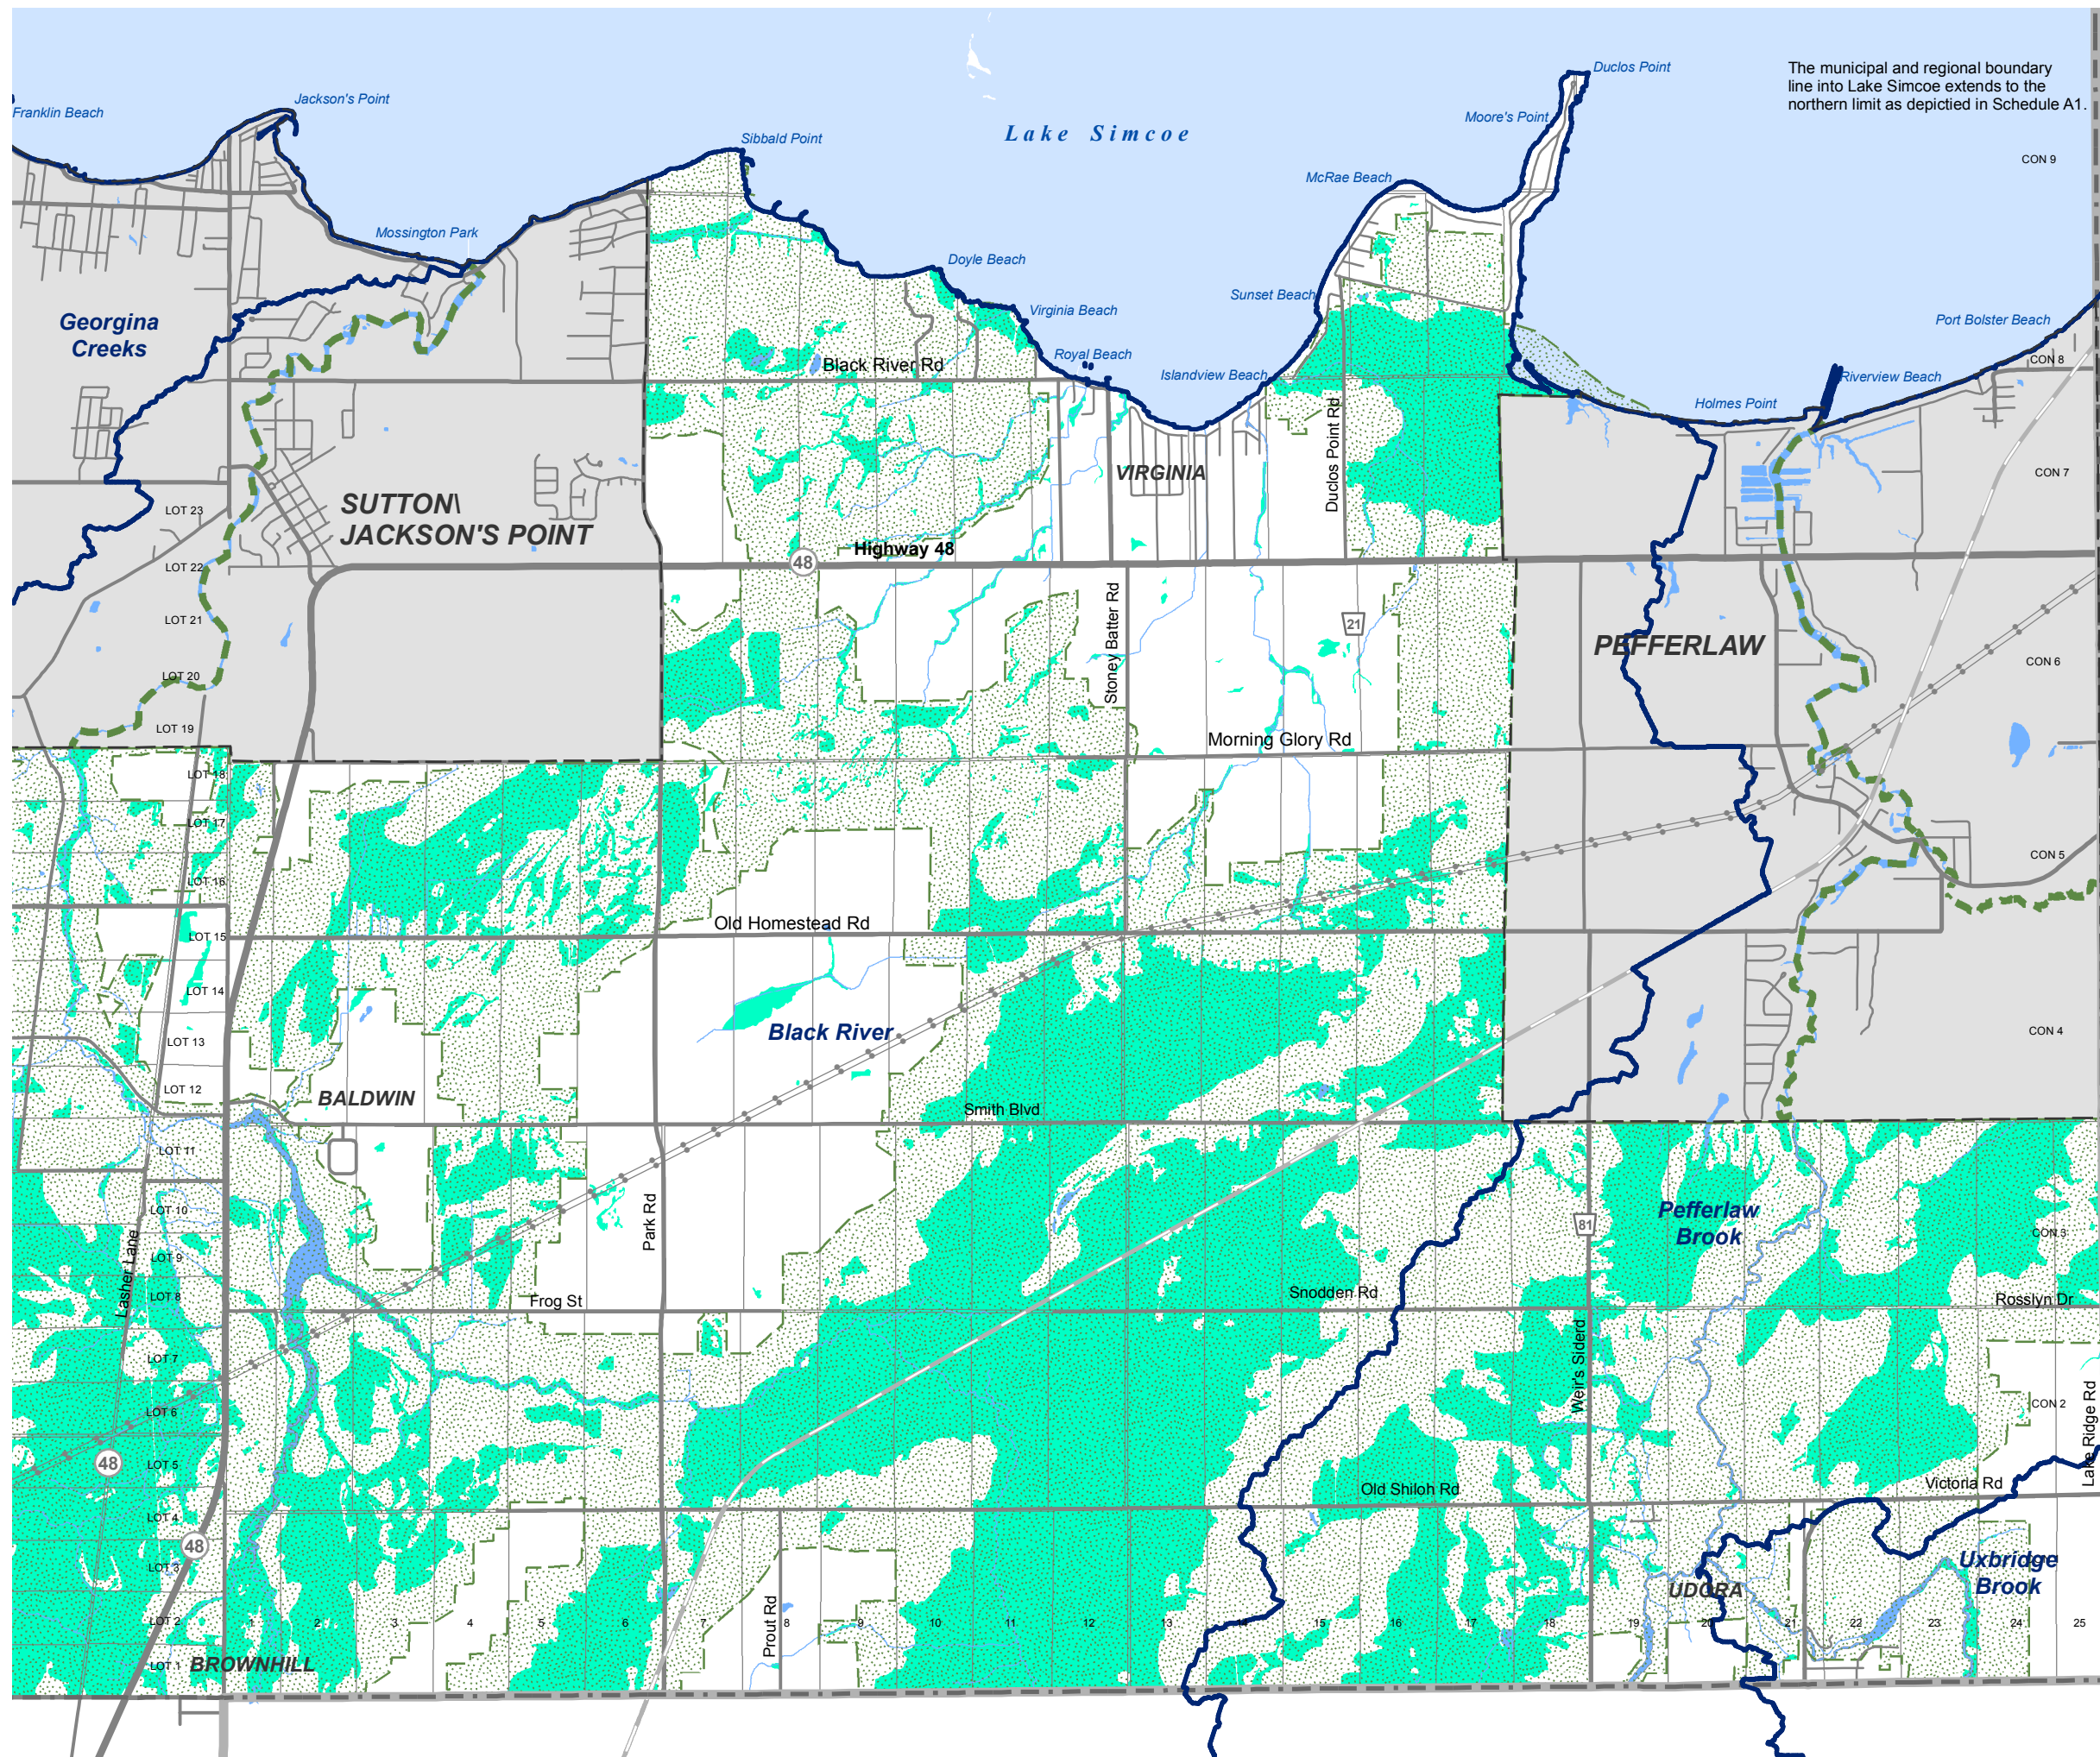 Duclos Point
The municipal and regional boundary
line into Lake Simcoe extends to the
northern limit as depictied in Schedule A1.
Franklin Beach
Jackson's Point
Moore's Point
Lake Simcoe
Sibbald Point
CON 9
McRae Beach
Mossington Park
Doyle Beach
Sunset Beach
Virginia Beach
Port Bolster Beach
Georgina
Creeks
Royal Beach
CON 8
Black River Rd
Islandview Beach
Riverview Beach
Holmes Point
Duclos Point Rd
VIRGINIA
CON 7
SUTTON\
JACKSON'S POINT
LOT 23
Highway 48
48
LOT 22
LOT 21
21
Stoney Batter Rd
PEFFERLAW
CON 6
LOT 20
LOT 19
Morning Glory Rd
LOT 18
LOT 17
CON 5
LOT 16
Old Homestead Rd
LOT 15
LOT 14
Black River
CON 4
LOT 13
LOT 12
BALDWIN
Smith Blvd
LOT 11
LOT 10
Park Rd
81
Pefferlaw
Brook
CON 3
LOT 9
Lasher Lane
LOT 8
Frog St
Snodden Rd
Rosslyn Dr
LOT 7
Weir's Siderd
LOT 6
CON 2
Lake Ridge Rd
48
LOT 5
Old Shiloh Rd
Victoria Rd
LOT 4
48
LOT 3
Uxbridge
Brook
UDORA
Prout Rd
LOT 2
1 2 3 4 5 6 7 8 9 10 11 12 13 14 15 16 17 18 19 20 21 22 23 24 25
LOT 1
BROWNHILL